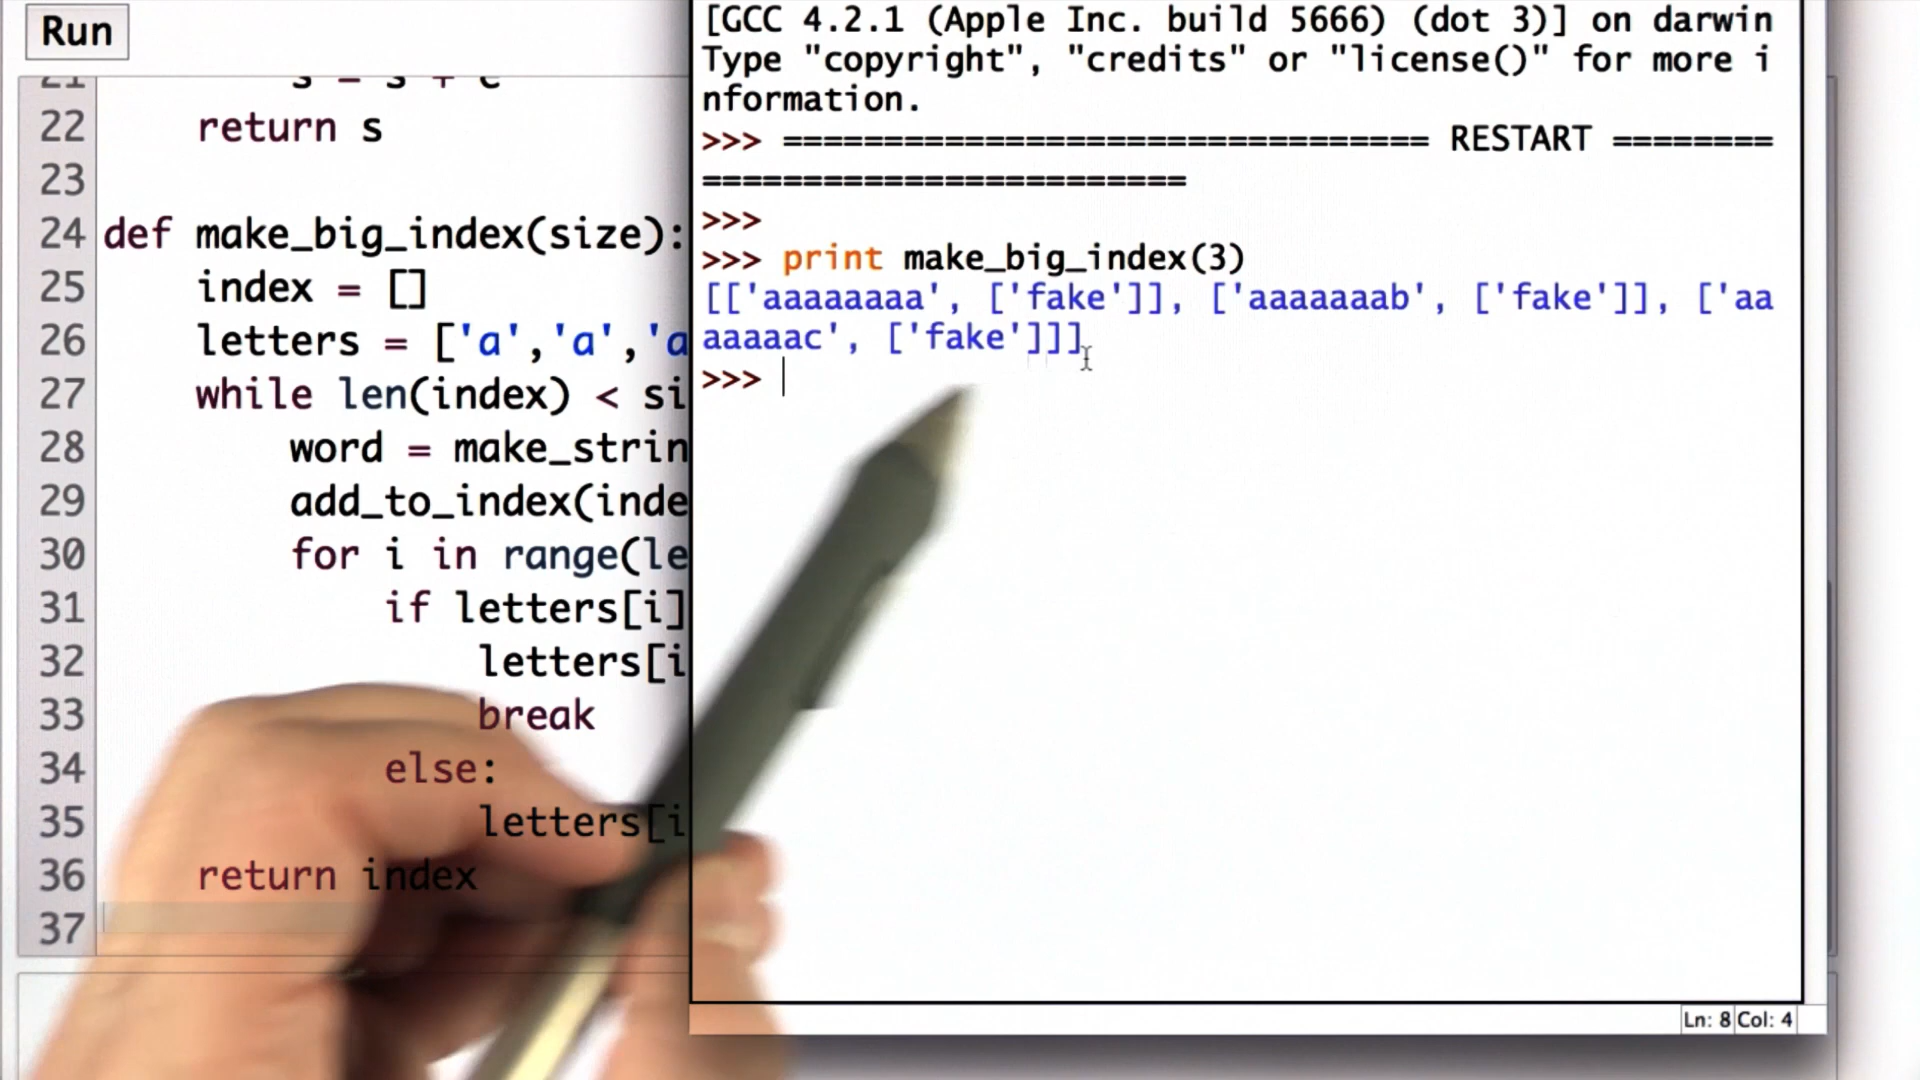 Run
21 s = s + c
22 return s
23
24 def make_big_index(size):
25 index = []
26 letters = ['a','a','a
27 while len(index) < si
28 word = make_strin
29 add_to_index(inde
30 for i in range(le
31 if letters[i]
32 letters[i
33 break
34 else:
35 letters[i
36 return index
37
[GCC 4.2.1 (Apple Inc. build 5666) (dot 3)] on darwin
Type "copyright", "credits" or "license()" for more i
nformation.
>>> ================================ RESTART ========
========================
>>>
>>> print make_big_index(3)
[['aaaaaaaa', ['fake']], ['aaaaaaab', ['fake']], ['aa
aaaaac', ['fake']]]
>>>
Ln: 8 Col: 4